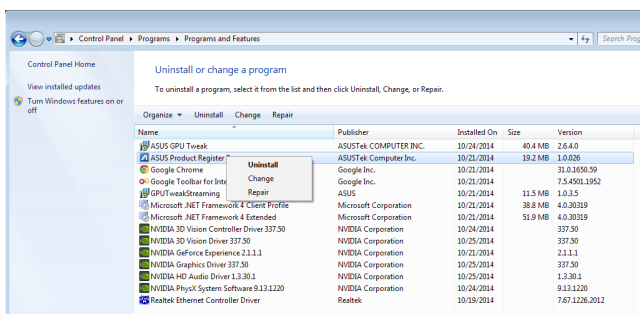 Control Panel ▸ Programs ▸ Programs and Features
Search Prog
Control Panel Home
View installed updates
Turn Windows features on or off
Uninstall or change a program
To uninstall a program, select it from the list and then click Uninstall, Change, or Repair.
Organize Uninstall Change Repair
Name Publisher Installed On Size Version
ASUS GPU Tweak ASUSTek COMPUTER INC. 10/24/2014 40.4 MB 2.6.4.0
ASUS Product Register ASUSTek Computer Inc. 10/21/2014 19.2 MB 1.0.026
Google Chrome Google Inc. 10/21/2014 31.0.1650.59
Google Toolbar for Inte Google Inc. 10/21/2014 7.5.4501.1952
GPUTweakStreaming ASUS 10/21/2014 11.5 MB 1.0.3.5
Microsoft .NET Framework 4 Client Profile Microsoft Corporation 10/21/2014 38.8 MB 4.0.30319
Microsoft .NET Framework 4 Extended Microsoft Corporation 10/21/2014 51.9 MB 4.0.30319
NVIDIA 3D Vision Controller Driver 337.50 NVIDIA Corporation 10/24/2014 337.50
NVIDIA 3D Vision Driver 337.50 NVIDIA Corporation 10/25/2014 337.50
NVIDIA GeForce Experience 2.1.1.1 NVIDIA Corporation 10/21/2014 2.1.1.1
NVIDIA Graphics Driver 337.50 NVIDIA Corporation 10/25/2014 337.50
NVIDIA HD Audio Driver 1.3.30.1 NVIDIA Corporation 10/25/2014 1.3.30.1
NVIDIA PhysX System Software 9.13.1220 NVIDIA Corporation 10/24/2014 9.13.1220
Realtek Ethernet Controller Driver Realtek 10/19/2014 7.67.1226.2012
Uninstall
Change
Repair